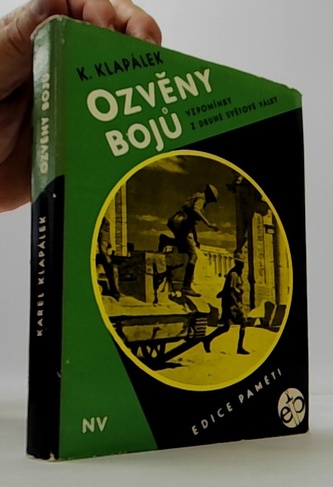 K. KLAPÁLEK
OZVĚNY
BOJŮ
VZPOMÍNKY
Z DRUHÉ SVĚTOVÉ VÁLKY
NV
EDICE PAMĚTI
KAREL KLAPÁLEK OZVĚNY BOJŮ